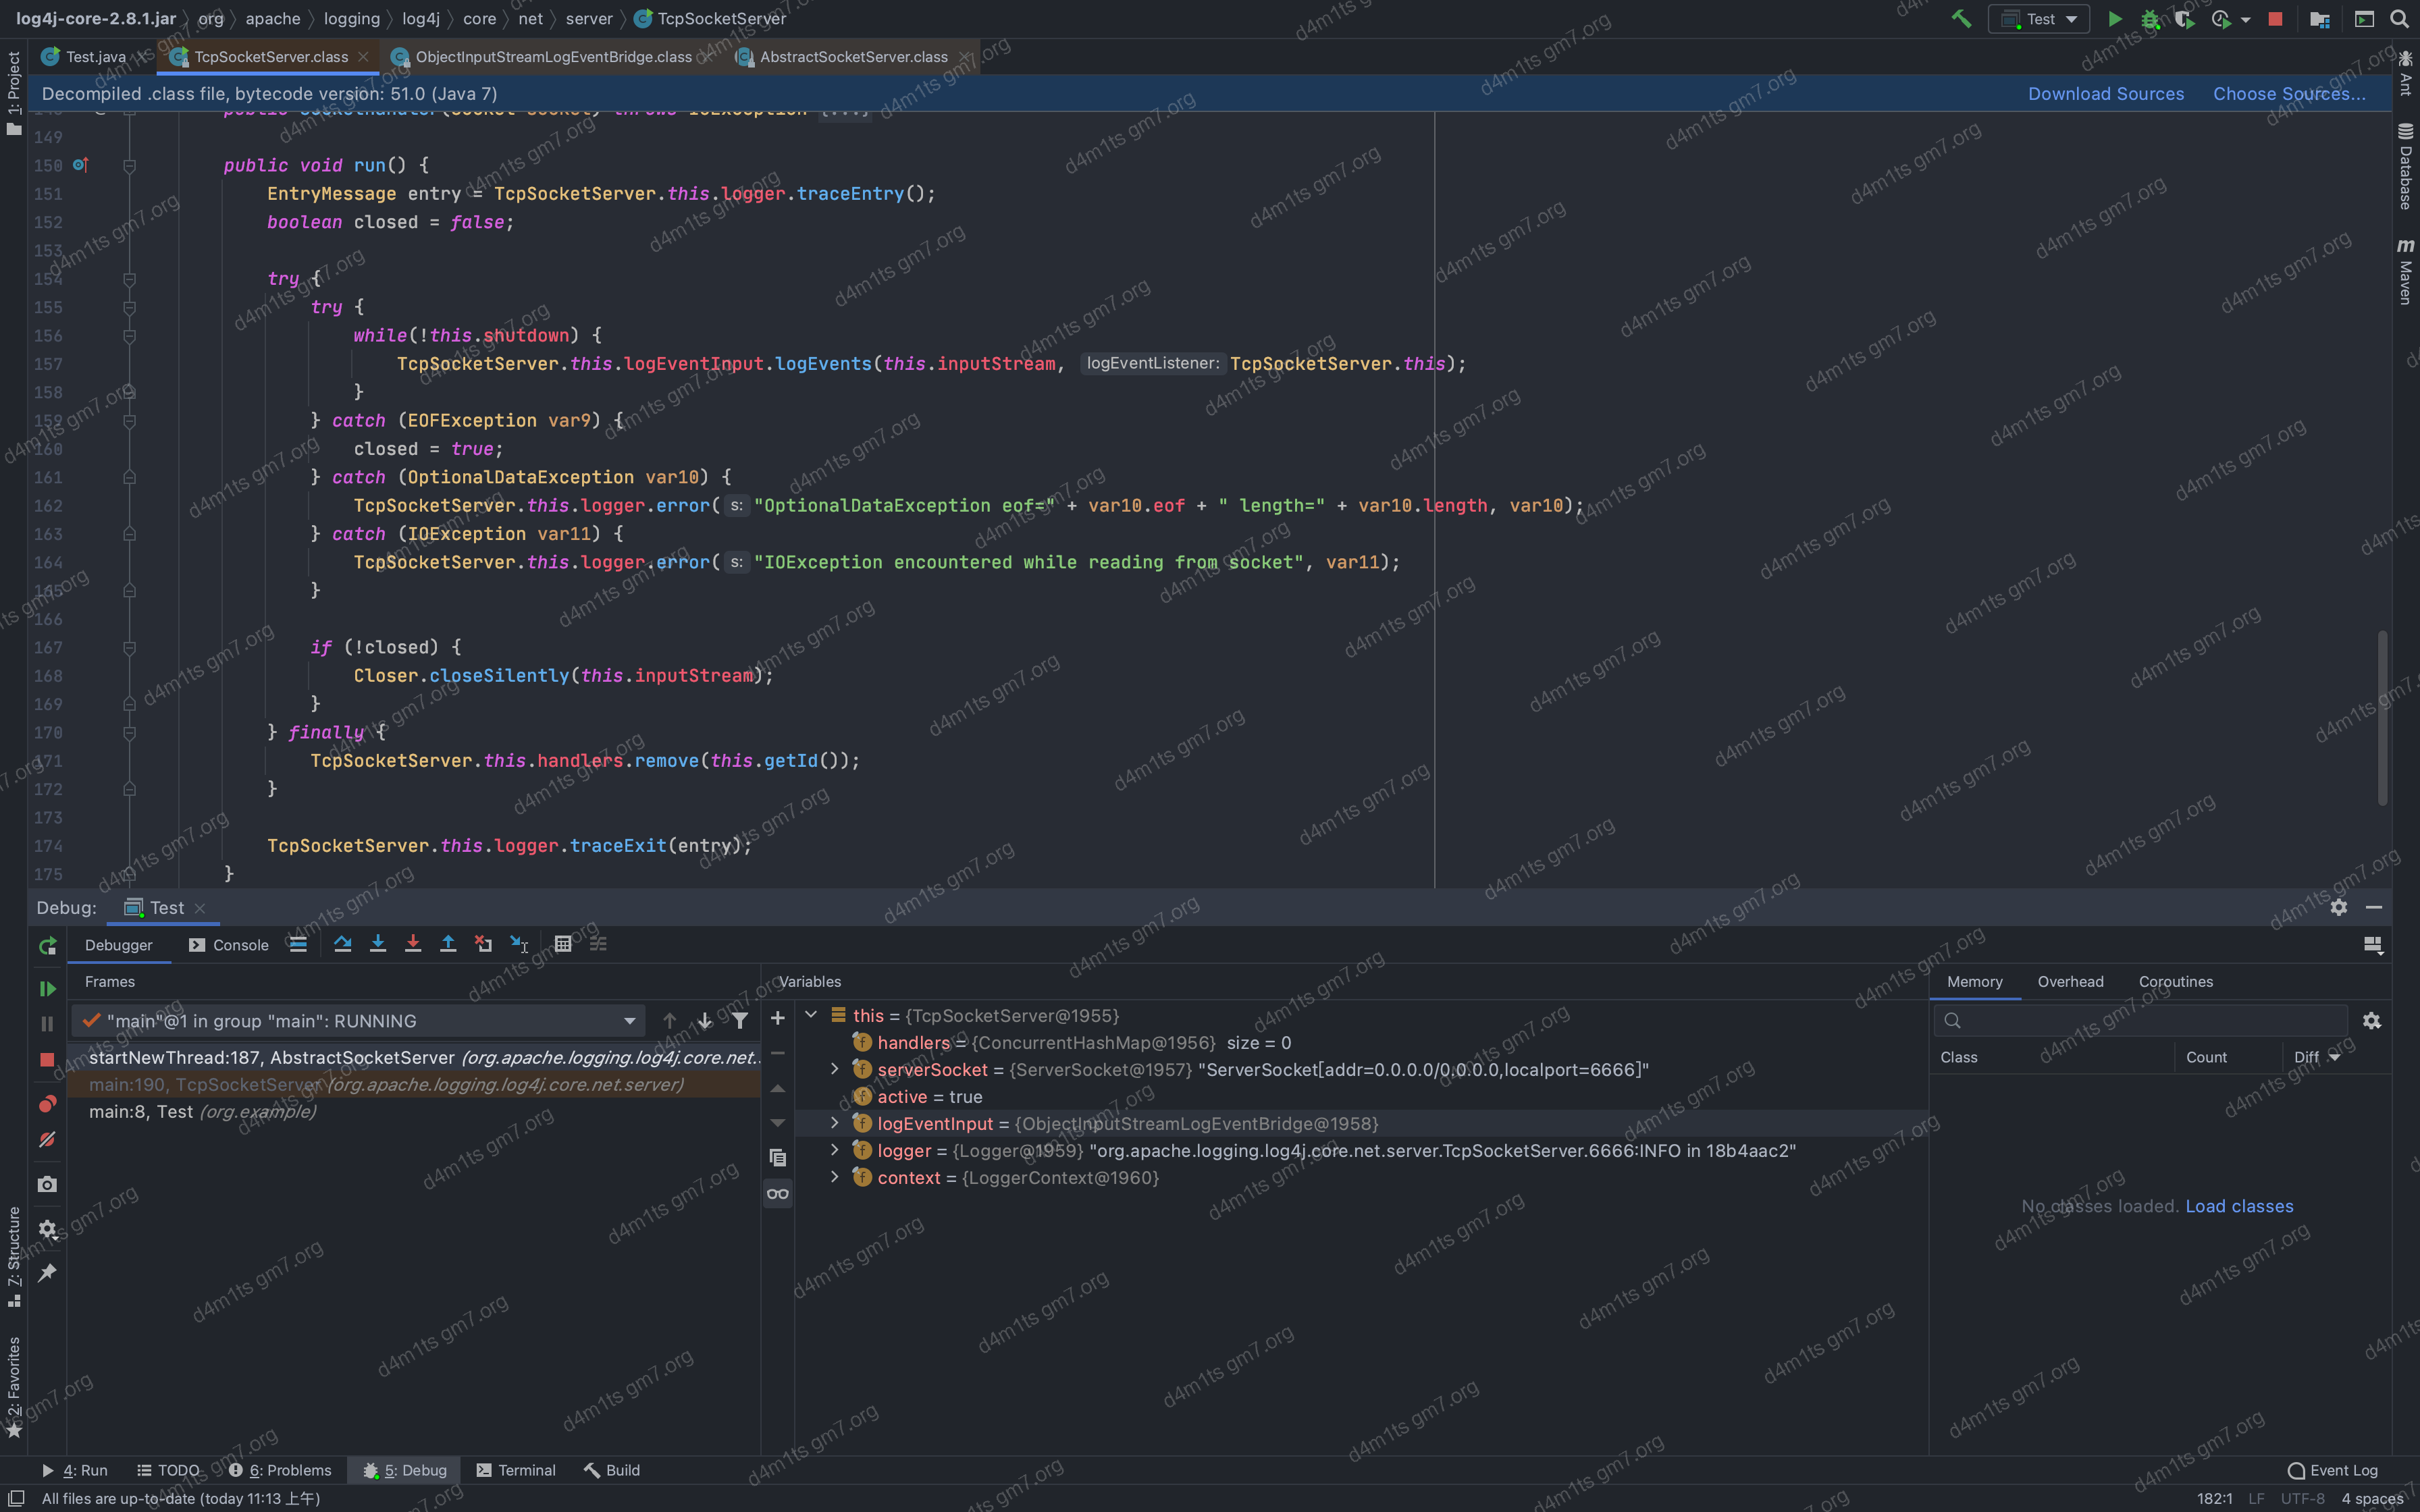 log4j-core-2.8.1.jar org apache logging log4j core net server TcpSocketServer Test
Test.java TcpSocketServer.class ObjectInputStreamLogEventBridge.class AbstractSocketServer.class
Decompiled .class file, bytecode version: 51.0 (Java 7) Download Sources Choose Sources...
149
150 public void run() {
151 EntryMessage entry = TcpSocketServer.this.logger.traceEntry();
152 boolean closed = false;
153
154 try {
155 try {
156 while(!this.shutdown) {
157 TcpSocketServer.this.logEventInput.logEvents(this.inputStream, logEventListener: TcpSocketServer.this);
158 }
159 } catch (EOFException var9) {
160 closed = true;
161 } catch (OptionalDataException var10) {
162 TcpSocketServer.this.logger.error( s: "OptionalDataException eof=" + var10.eof + " length=" + var10.length, var10);
163 } catch (IOException var11) {
164 TcpSocketServer.this.logger.error( s: "IOException encountered while reading from socket", var11);
165 }
166
167 if (!closed) {
168 Closer.closeSilently(this.inputStream);
169 }
170 } finally {
171 TcpSocketServer.this.handlers.remove(this.getId());
172 }
173
174 TcpSocketServer.this.logger.traceExit(entry);
175 }
Debug: Test
Debugger Console
Frames Variables Memory Overhead Coroutines
"main"@1 in group "main": RUNNING
startNewThread:187, AbstractSocketServer (org.apache.logging.log4j.core.net..
main:190, TcpSocketServer (org.apache.logging.log4j.core.net.server)
main:8, Test (org.example)
this = {TcpSocketServer@1955}
handlers = {ConcurrentHashMap@1956} size = 0
serverSocket = {ServerSocket@1957} "ServerSocket[addr=0.0.0.0/0.0.0.0,localport=6666]"
active = true
logEventInput = {ObjectInputStreamLogEventBridge@1958}
logger = {Logger@1959} "org.apache.logging.log4j.core.net.server.TcpSocketServer.6666:INFO in 18b4aac2"
context = {LoggerContext@1960}
Class Count Diff
No classes loaded. Load classes
1: Project
7: Structure
2: Favorites
Ant
Database
m Maven
4: Run TODO 6: Problems 5: Debug Terminal Build Event Log
All files are up-to-date (today 11:13 上午) 182:1 LF UTF-8 4 spaces
d4m1ts gm7.org